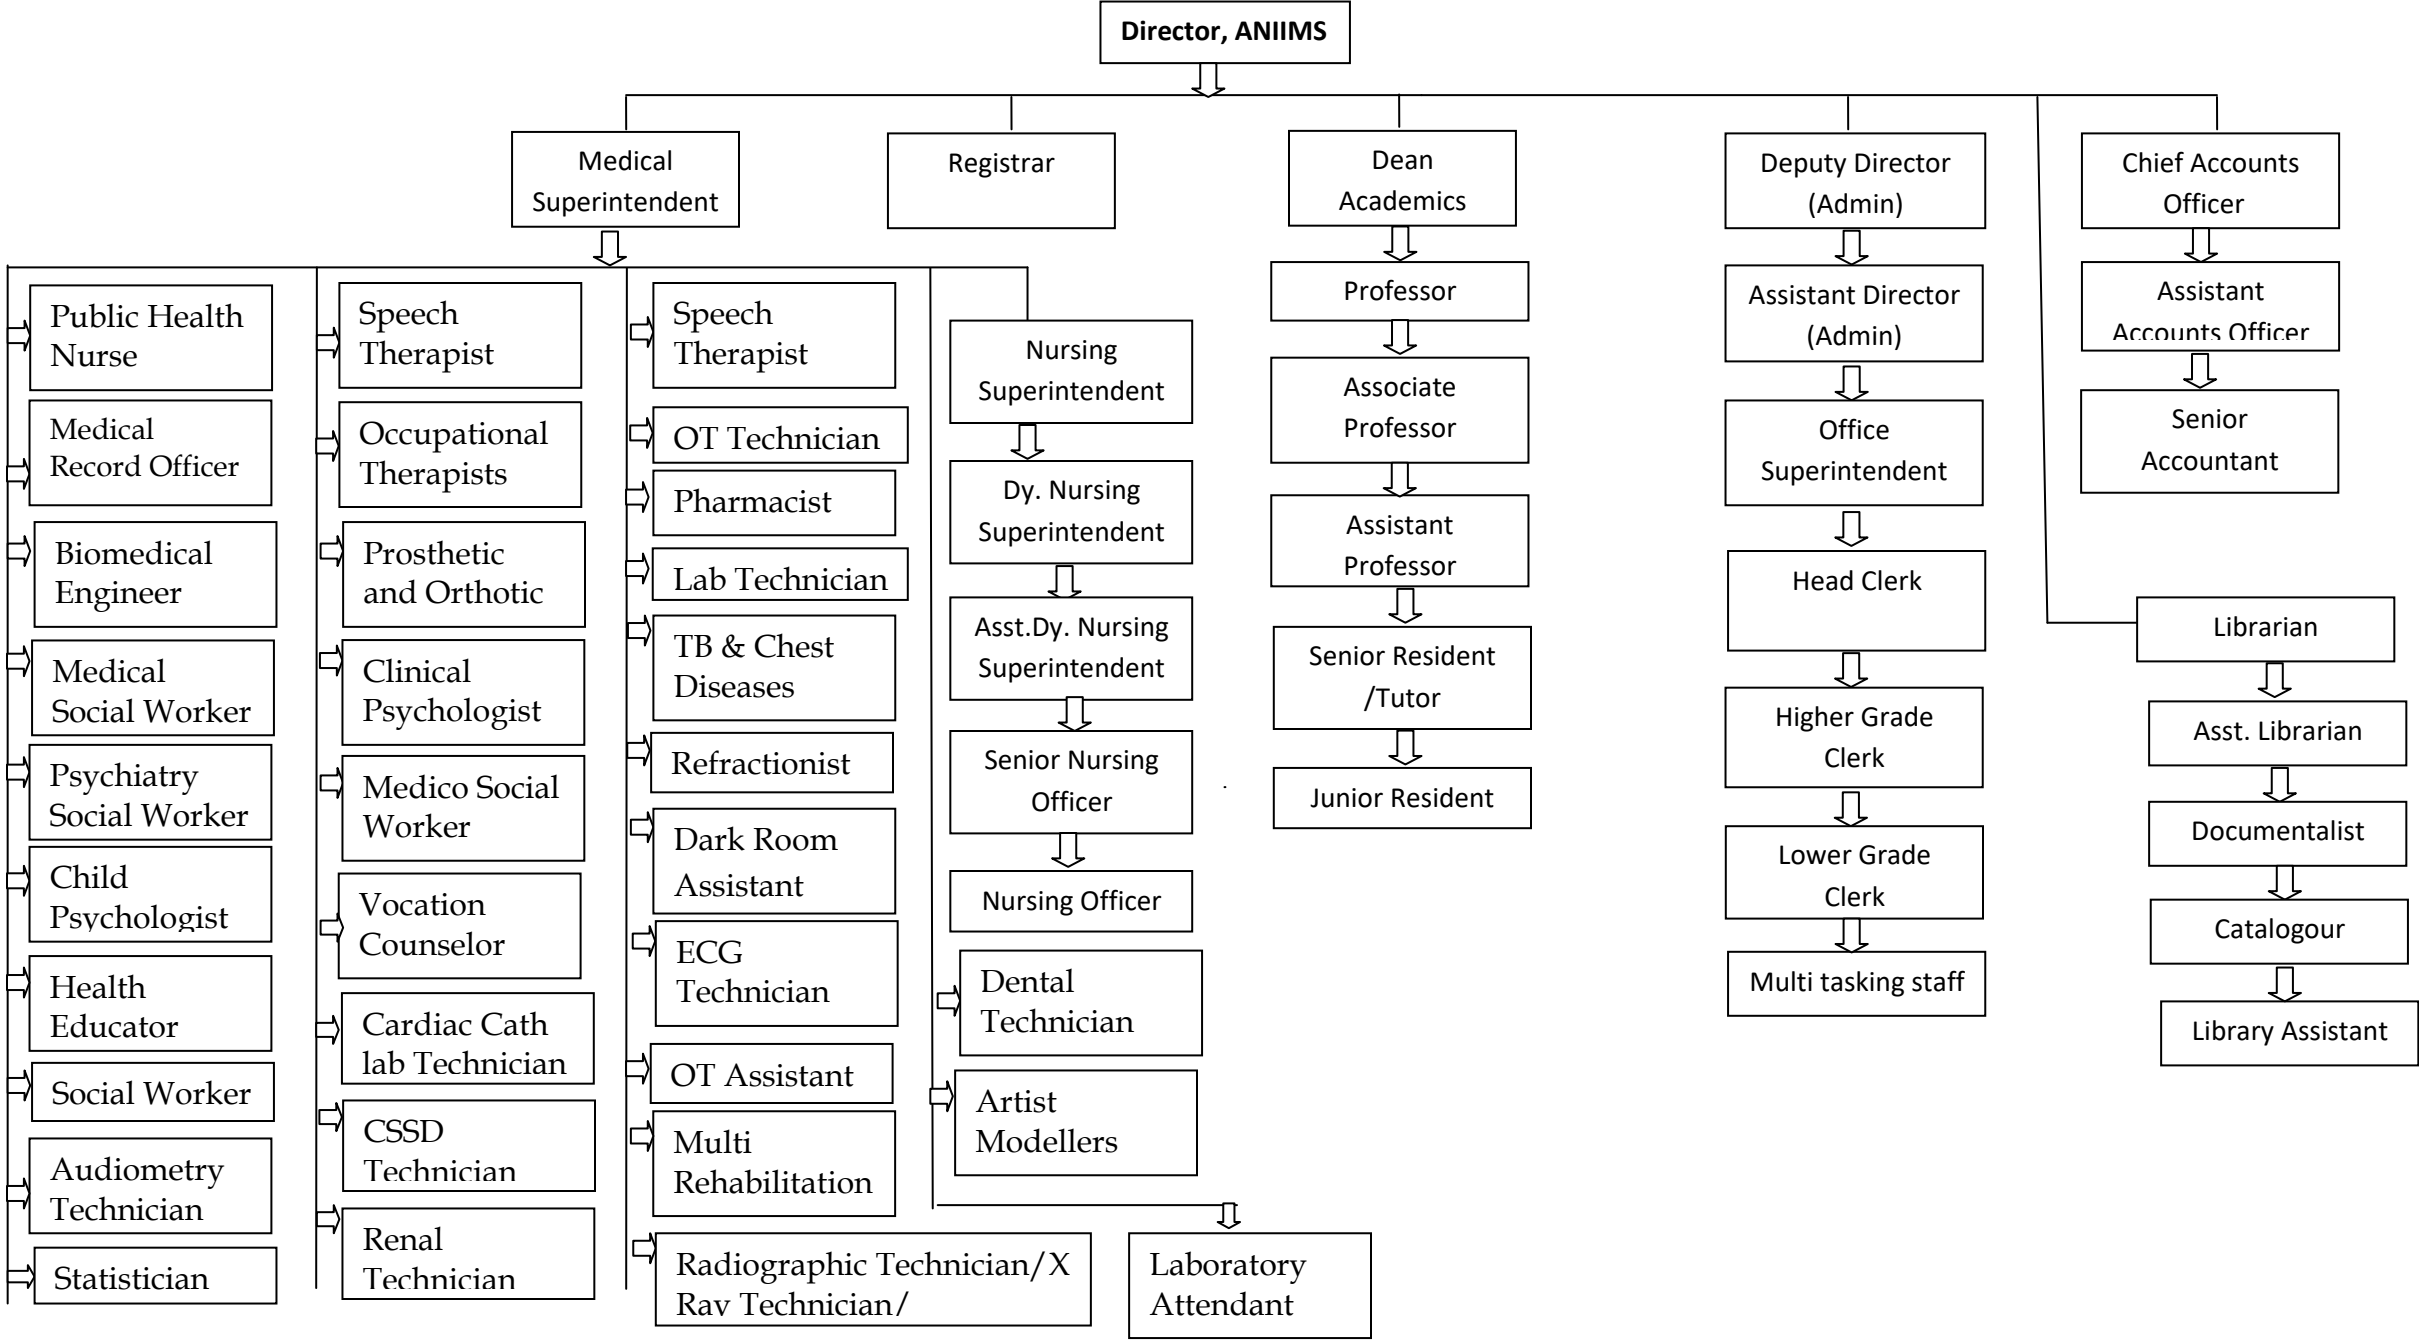 Director, ANIIMS
Medical
Superintendent
Registrar
Dean
Academics
Deputy Director
(Admin)
Chief Accounts
Officer
Public Health
Nurse
Medical
Record Officer
Biomedical
Engineer
Medical
Social Worker
Psychiatry
Social Worker
Child
Psychologist
Health
Educator
Social Worker
Audiometry
Technician
Statistician
Speech
Therapist
Occupational
Therapists
Prosthetic
and Orthotic
Clinical
Psychologist
Medico Social
Worker
Vocation
Counselor
Cardiac Cath
lab Technician
CSSD
Technician
Renal
Technician
Speech
Therapist
OT Technician
Pharmacist
Lab Technician
TB & Chest
Diseases
Refractionist
Dark Room
Assistant
ECG
Technician
OT Assistant
Multi
Rehabilitation
Radiographic Technician/X
Ray Technician/
Nursing
Superintendent
Dy. Nursing
Superintendent
Asst.Dy. Nursing
Superintendent
Senior Nursing
Officer
Nursing Officer
Dental
Technician
Artist
Modellers
Laboratory
Attendant
Professor
Associate
Professor
Assistant
Professor
Senior Resident
/Tutor
Junior Resident
Assistant Director
(Admin)
Office
Superintendent
Head Clerk
Higher Grade
Clerk
Lower Grade
Clerk
Multi tasking staff
Assistant
Accounts Officer
Senior
Accountant
Librarian
Asst. Librarian
Documentalist
Catalogour
Library Assistant